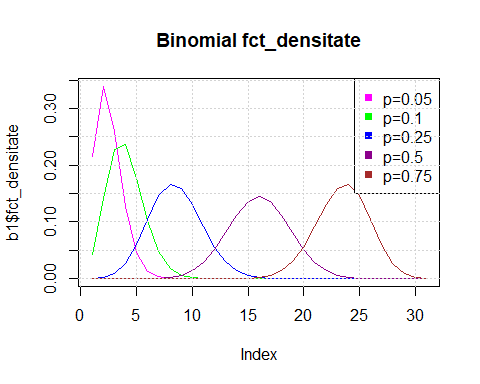 Binomial fct_densitate
b1$fct_densitate
0.00
0.10
0.20
0.30
p=0.05
p=0.1
p=0.25
p=0.5
p=0.75
0 5 10 15 20 25 30
Index